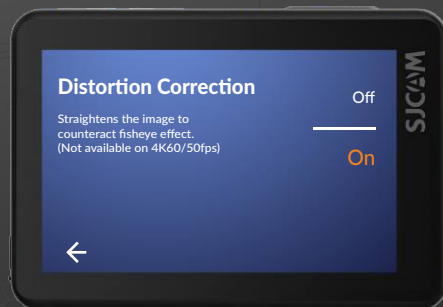 Distortion Correction
Straightens the image to
counteract fisheye effect.
(Not available on 4K60/50fps)
Off
On
SJCAM